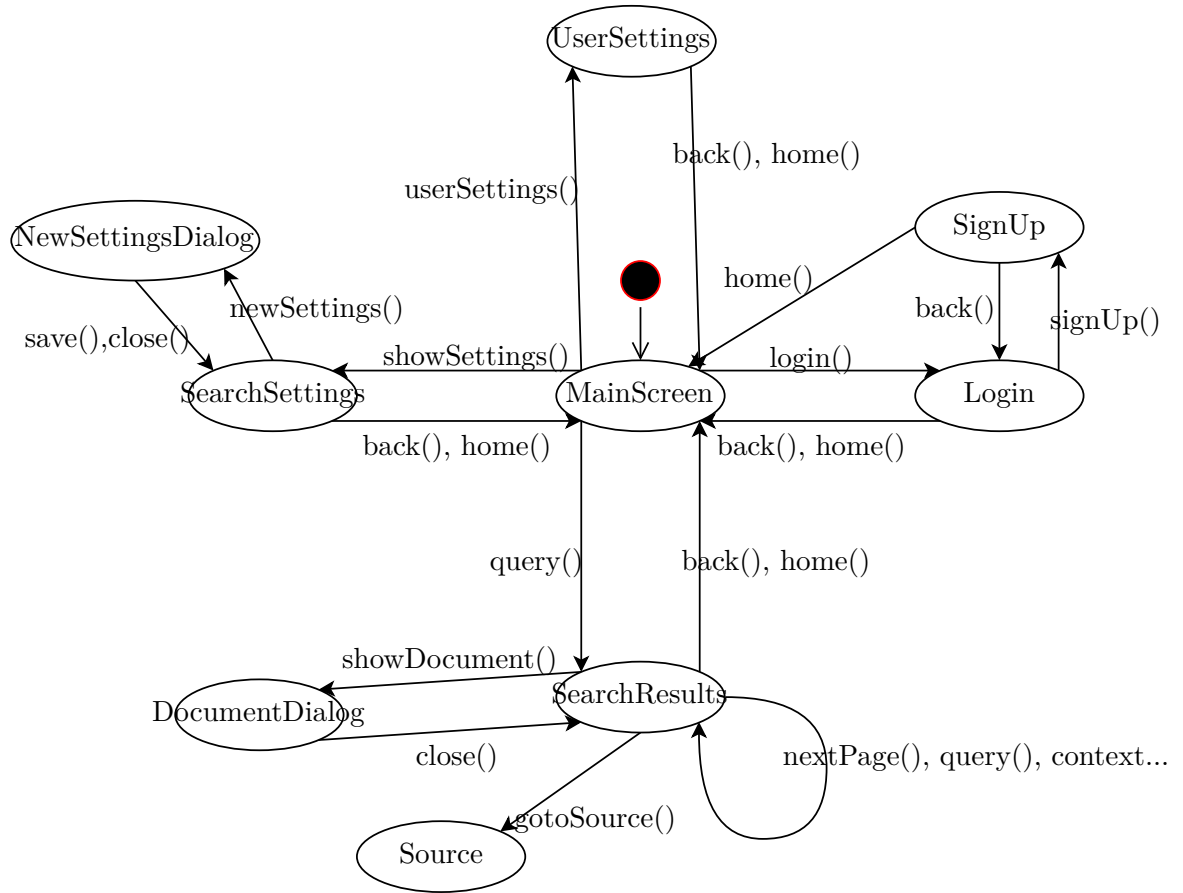 UserSettings
back(), home()
userSettings()
SignUp
NewSettingsDialog
home()
newSettings()
back()
signUp()
save(),close()
showSettings()
login()
SearchSettings
MainScreen
Login
back(), home()
back(), home()
query()
back(), home()
showDocument()
SearchResults
DocumentDialog
close()
nextPage(), query(), context...
gotoSource()
Source